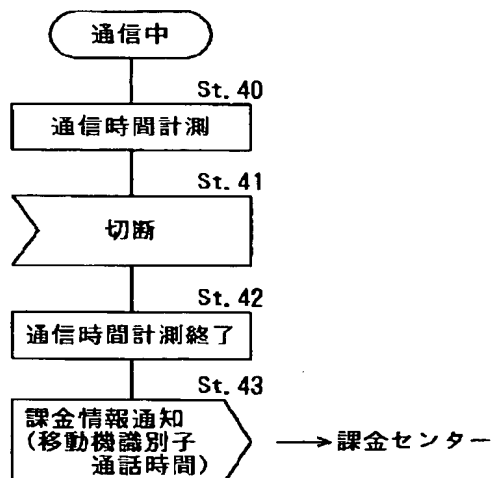 通信中
St. 40
通信時間計測
St. 41
切断
St. 42
通信時間計測終了
St. 43
課金情報通知
(移動機識別子
通話時間)
課金センター